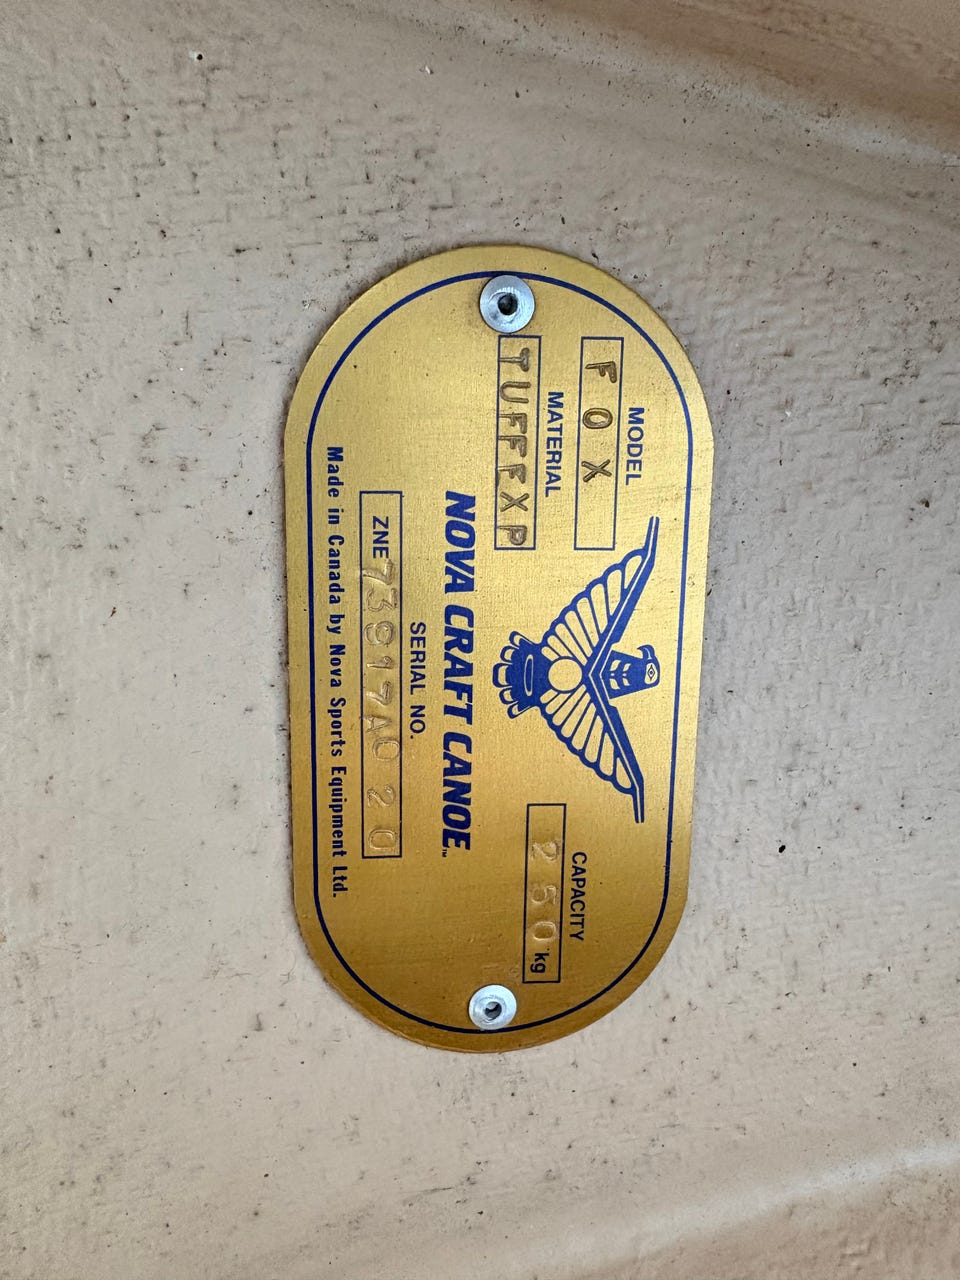 MODEL
FOX
MATERIAL
TUFFEXP
CAPACITY
250 kg
NOVA CRAFT CANOE™
SERIAL NO.
ZNE73817A020
Made in Canada by Nova Sports Equipment Ltd.